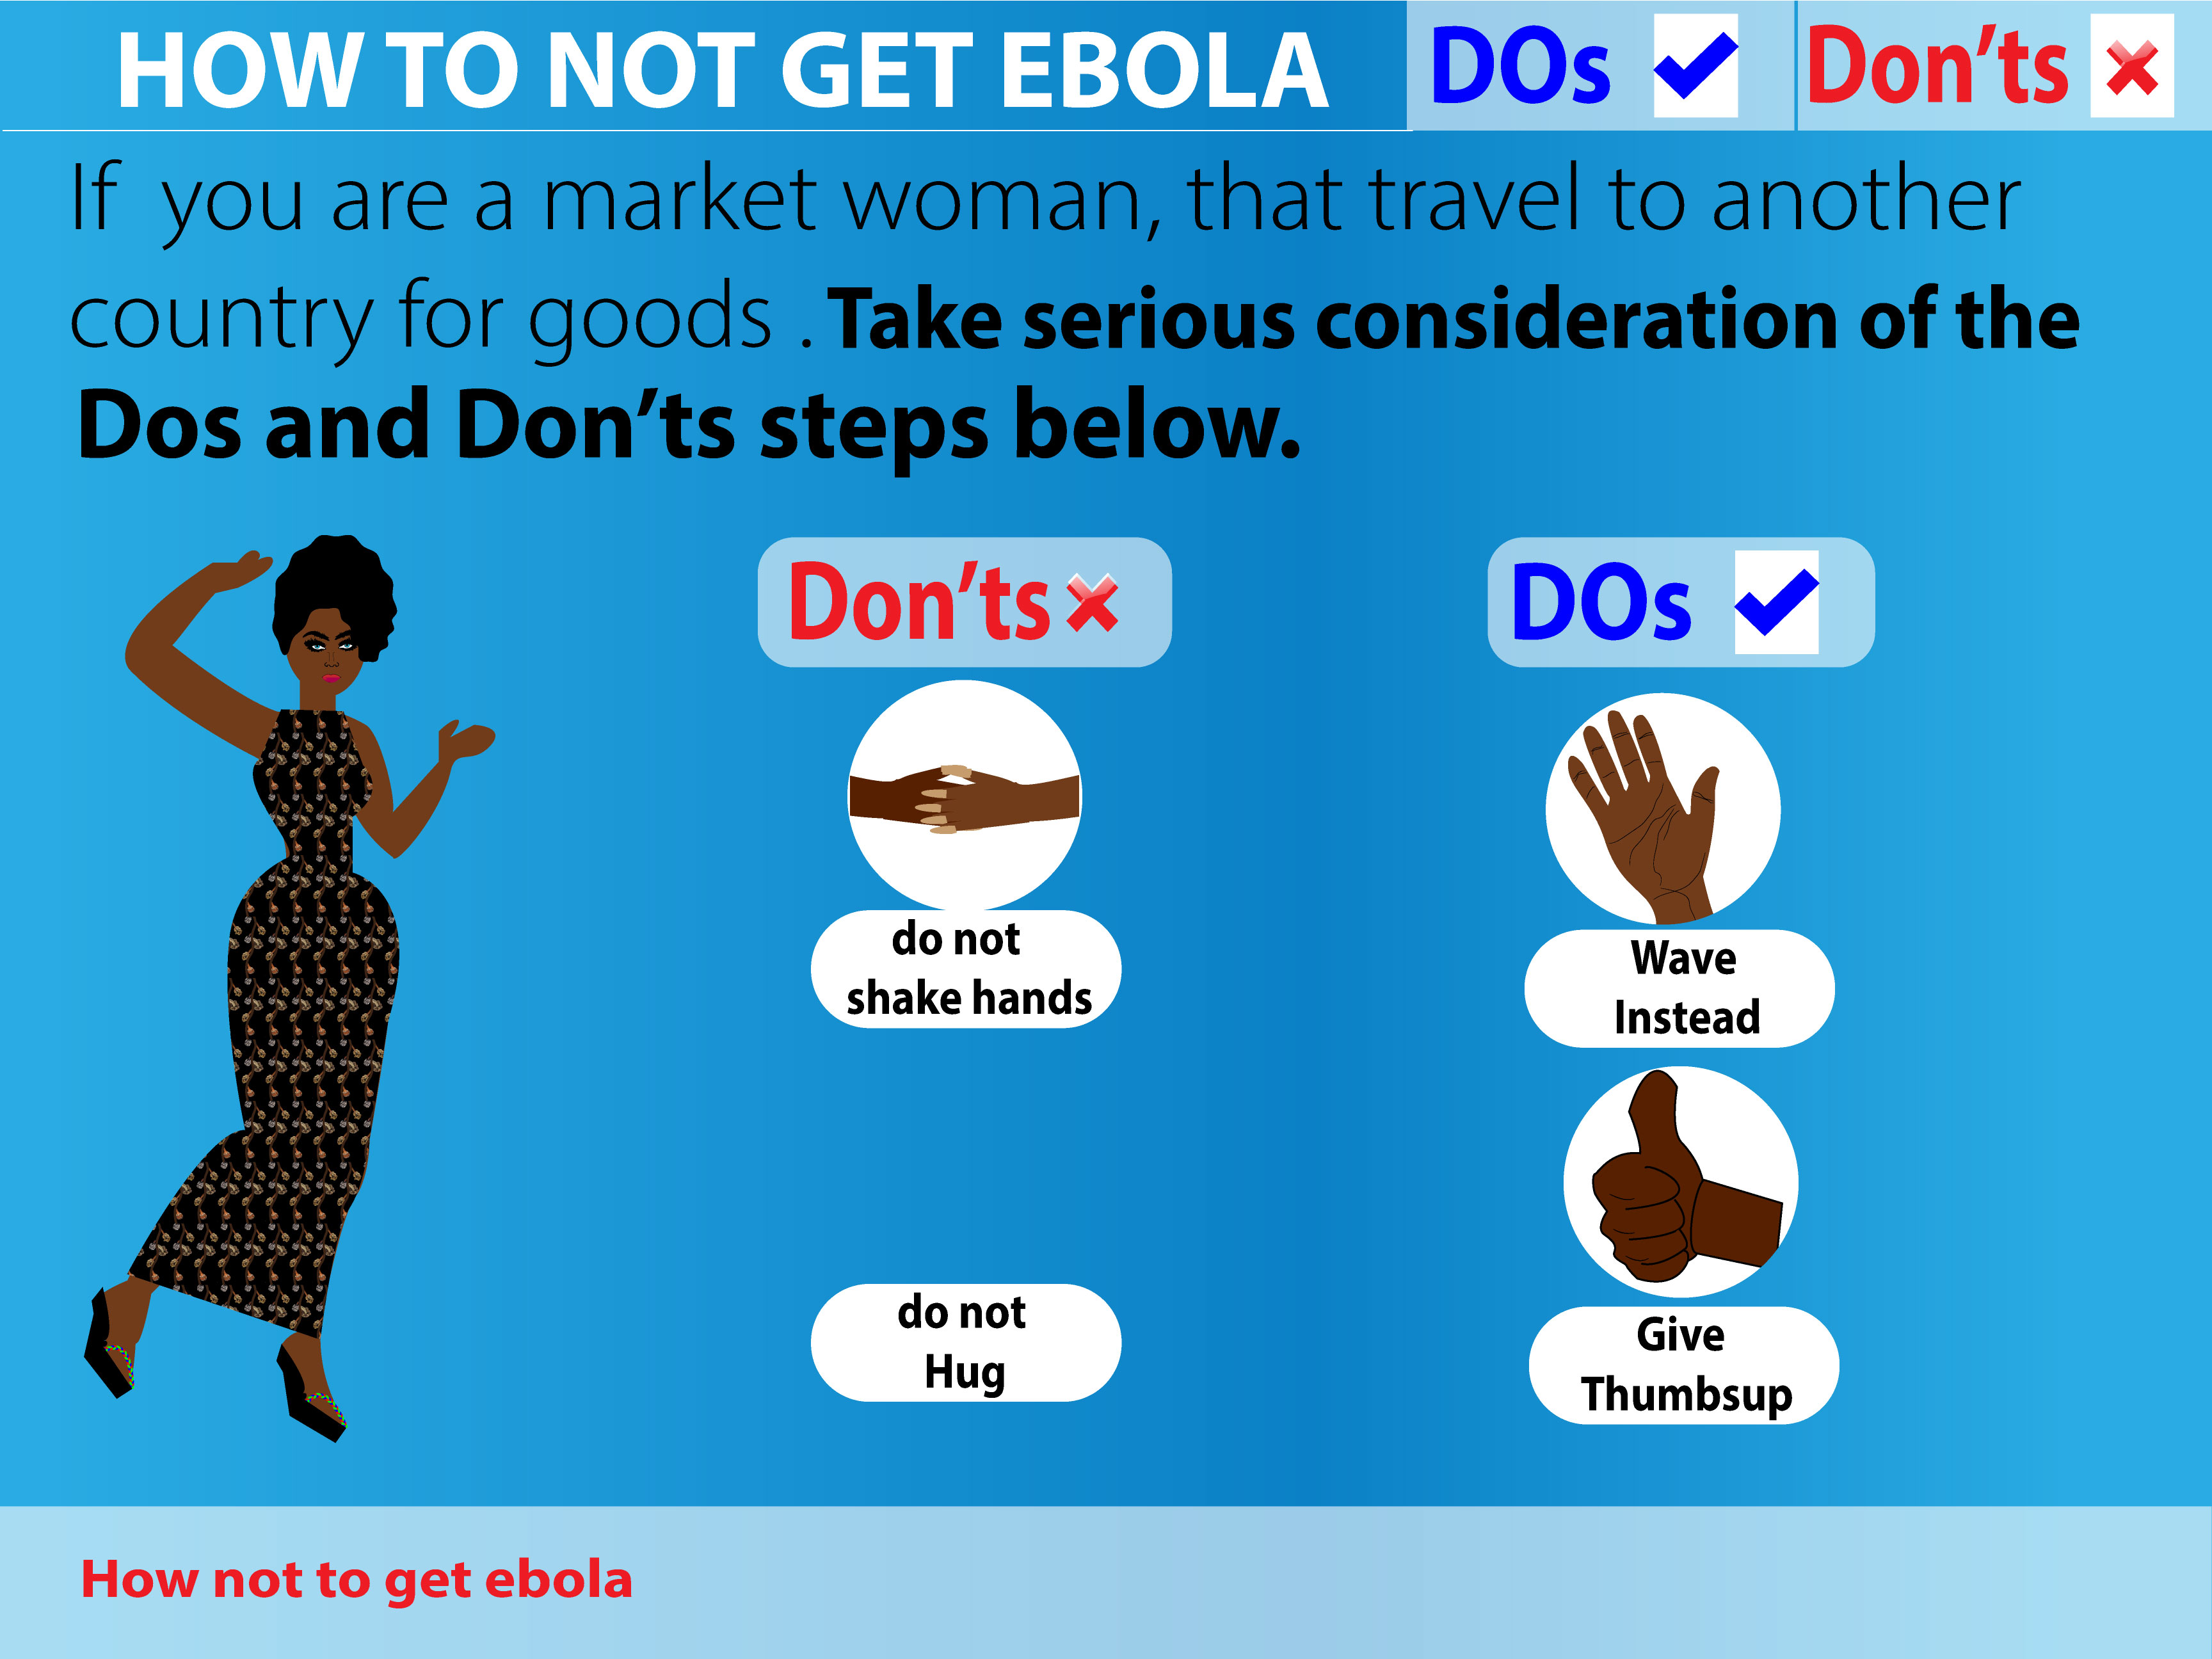 HOW TO NOT GET EBOLA
DOs
Don'ts
If you are a market woman, that travel to another
country for goods . Take serious consideration of the
Dos and Don'ts steps below.
Don'ts
DOs
do not
shake hands
Wave
Instead
do not
Hug
Give
Thumbsup
How not to get ebola